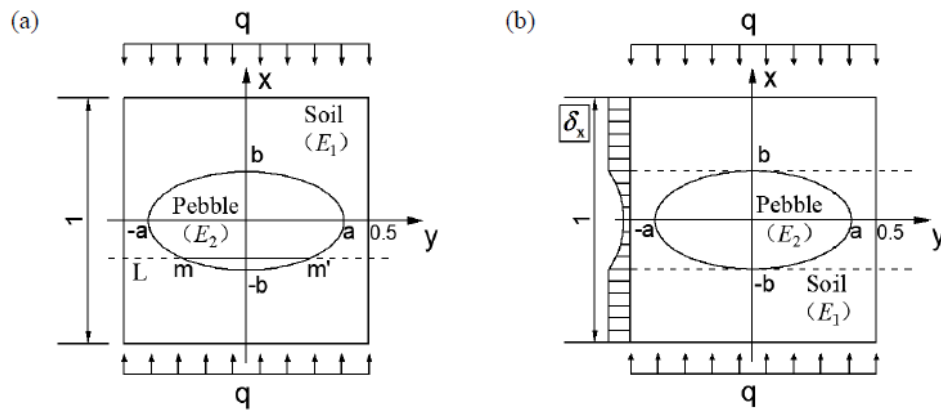 (a)
q
x
Soil
(E₁)
1
b
Pebble
(E₂)
-a
a
0.5
y
L
m
m'
-b
q
(b)
q
x
δₓ
1
b
Pebble
(E₂)
-a
a
0.5
y
-b
Soil
(E₁)
q